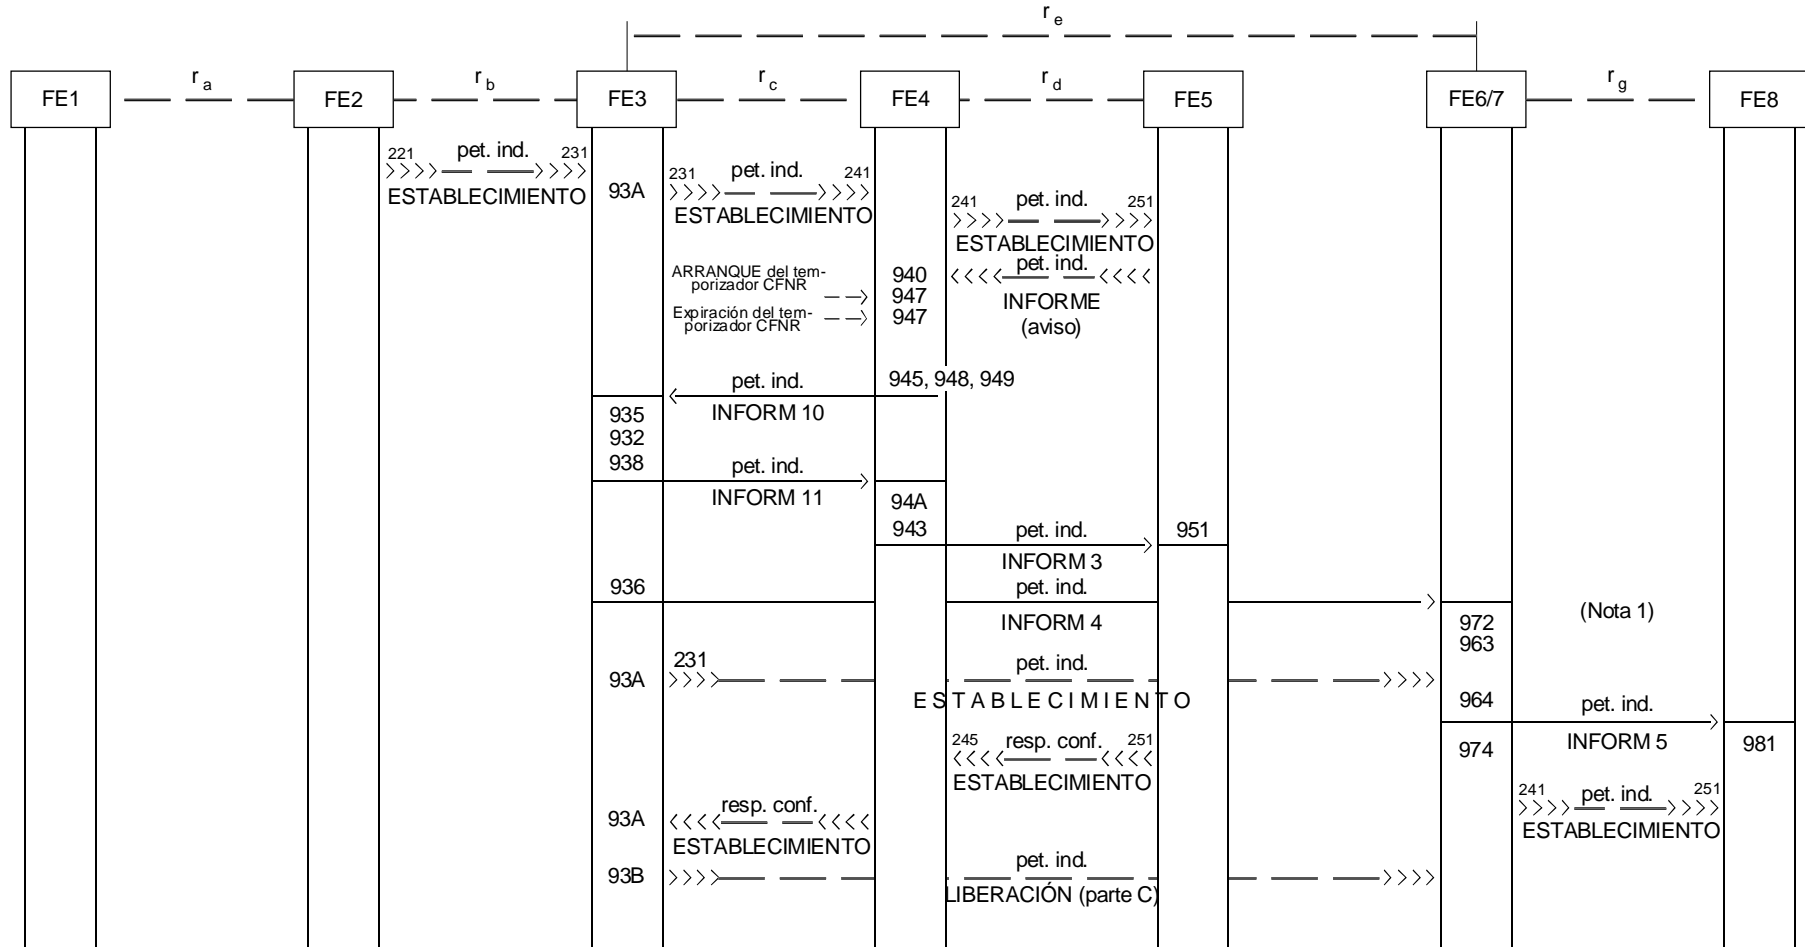 r e
r a
r b
r c
r d
r g
FE1
FE2
FE3
FE4
FE5
FE6/7
FE8
221 pet. ind. 231
ESTABLECIMIENTO
93A
231 pet. ind. 241
ESTABLECIMIENTO
241 pet. ind. 251
ESTABLECIMIENTO
ARRANQUE del tem-
porizador CFNR
940
947
Expiración del tem-
porizador CFNR
947
pet. ind.
INFORME
(aviso)
pet. ind.
945, 948, 949
INFORM 10
935
932
938
pet. ind.
INFORM 11
94A
943
pet. ind.
951
INFORM 3
936
pet. ind.
INFORM 4
(Nota 1)
972
963
93A
231
pet. ind.
ESTABLECIMIENTO
964
pet. ind.
INFORM 5
974
981
245 resp. conf. 251
ESTABLECIMIENTO
241 pet. ind. 251
ESTABLECIMIENTO
93A
resp. conf.
ESTABLECIMIENTO
93B
pet. ind.
LIBERACIÓN (parte C)